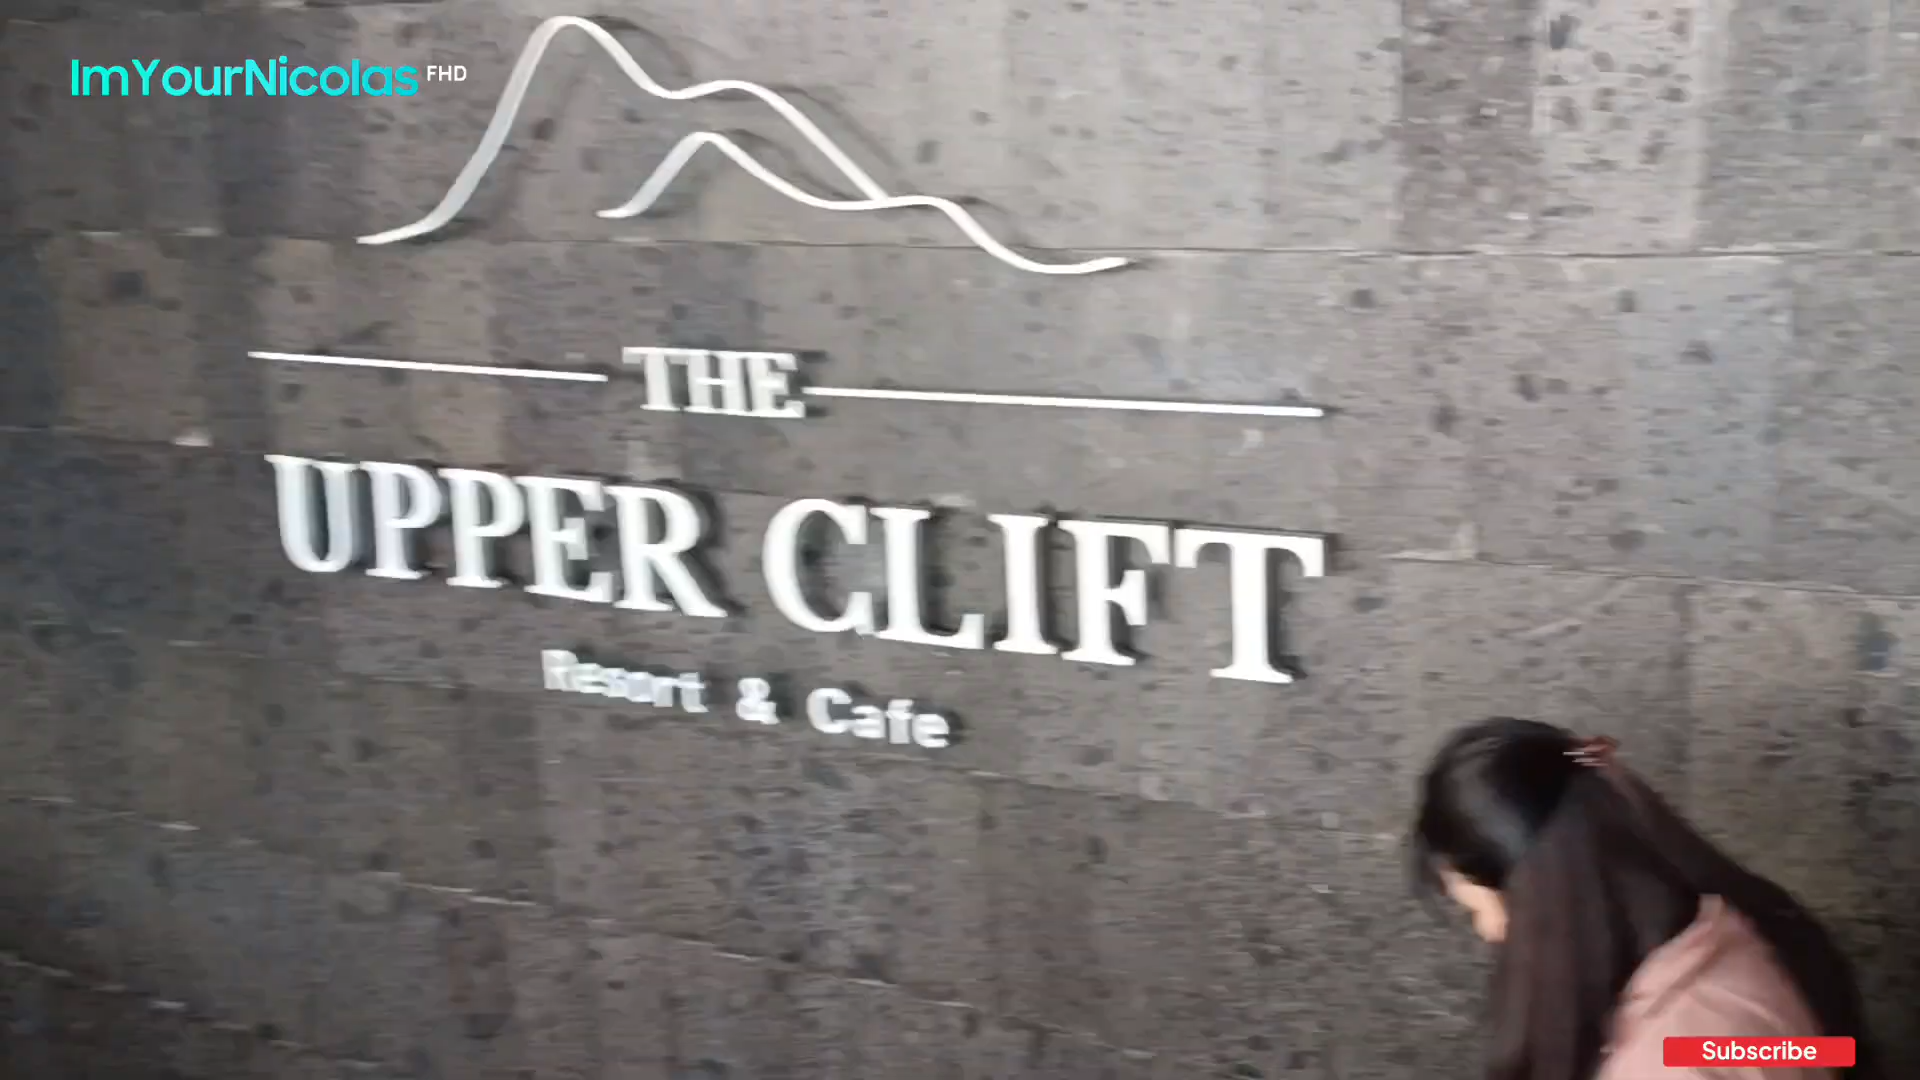 ImYourNicolas FHD
THE
UPPER CLIFT
Resort & Cafe
Subscribe